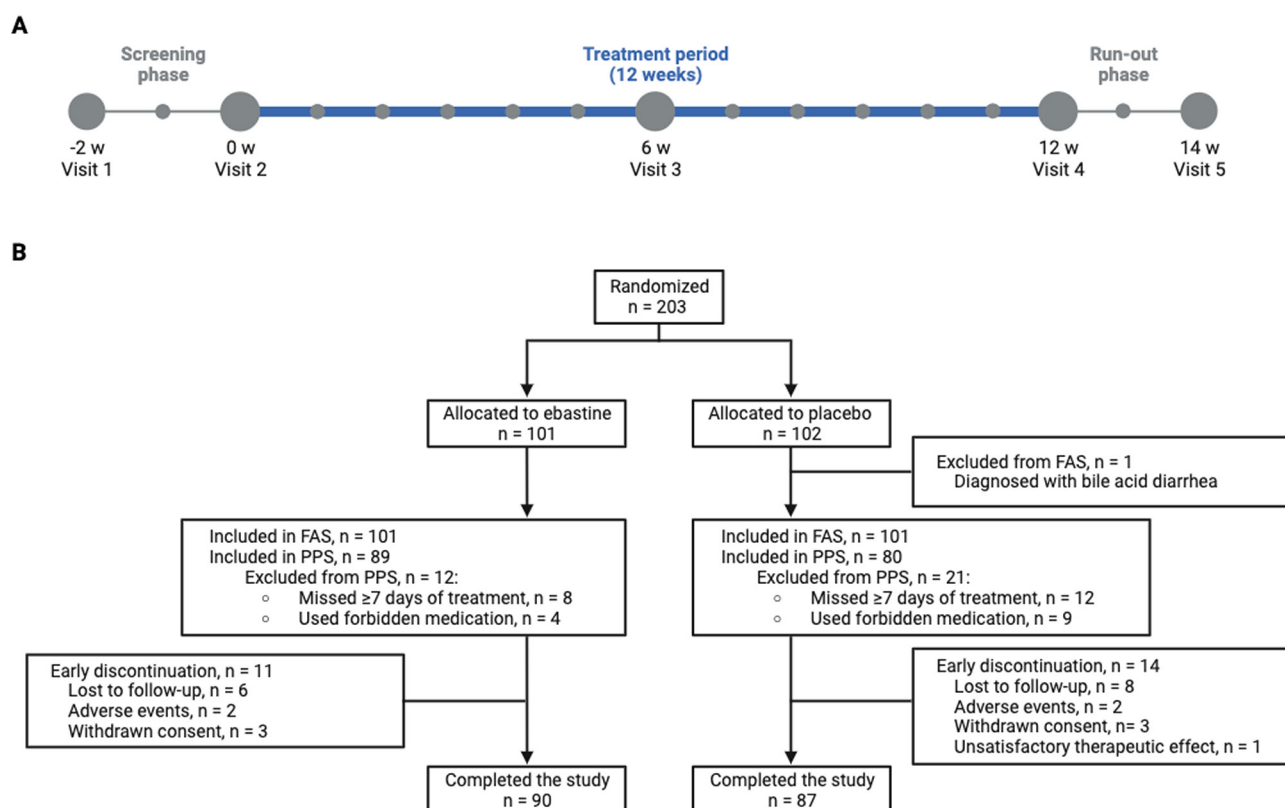 A
Screening
phase
Treatment period
(12 weeks)
Run-out
phase
-2 w
Visit 1
0 w
Visit 2
6 w
Visit 3
12 w
Visit 4
14 w
Visit 5
B
Randomized
n = 203
Allocated to ebastine
n = 101
Allocated to placebo
n = 102
Excluded from FAS, n = 1
Diagnosed with bile acid diarrhea
Included in FAS, n = 101
Included in PPS, n = 89
Excluded from PPS, n = 12:
○ Missed ≥7 days of treatment, n = 8
○ Used forbidden medication, n = 4
Included in FAS, n = 101
Included in PPS, n = 80
Excluded from PPS, n = 21:
○ Missed ≥7 days of treatment, n = 12
○ Used forbidden medication, n = 9
Early discontinuation, n = 11
Lost to follow-up, n = 6
Adverse events, n = 2
Withdrawn consent, n = 3
Early discontinuation, n = 14
Lost to follow-up, n = 8
Adverse events, n = 2
Withdrawn consent, n= 3
Unsatisfactory therapeutic effect, n = 1
Completed the study
n = 90
Completed the study
n = 87